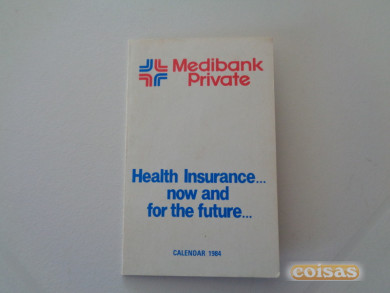 Medibank
Private
Health Insurance...
now and
for the future...
CALENDAR 1984
coisas